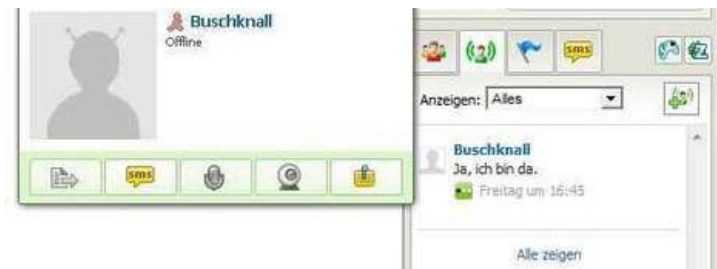 Buschknall
Offline
sms
sms
Anzeigen: Alles
Buschknall
Ja, ich bin da.
Freitag um 16:45
Alle zeigen